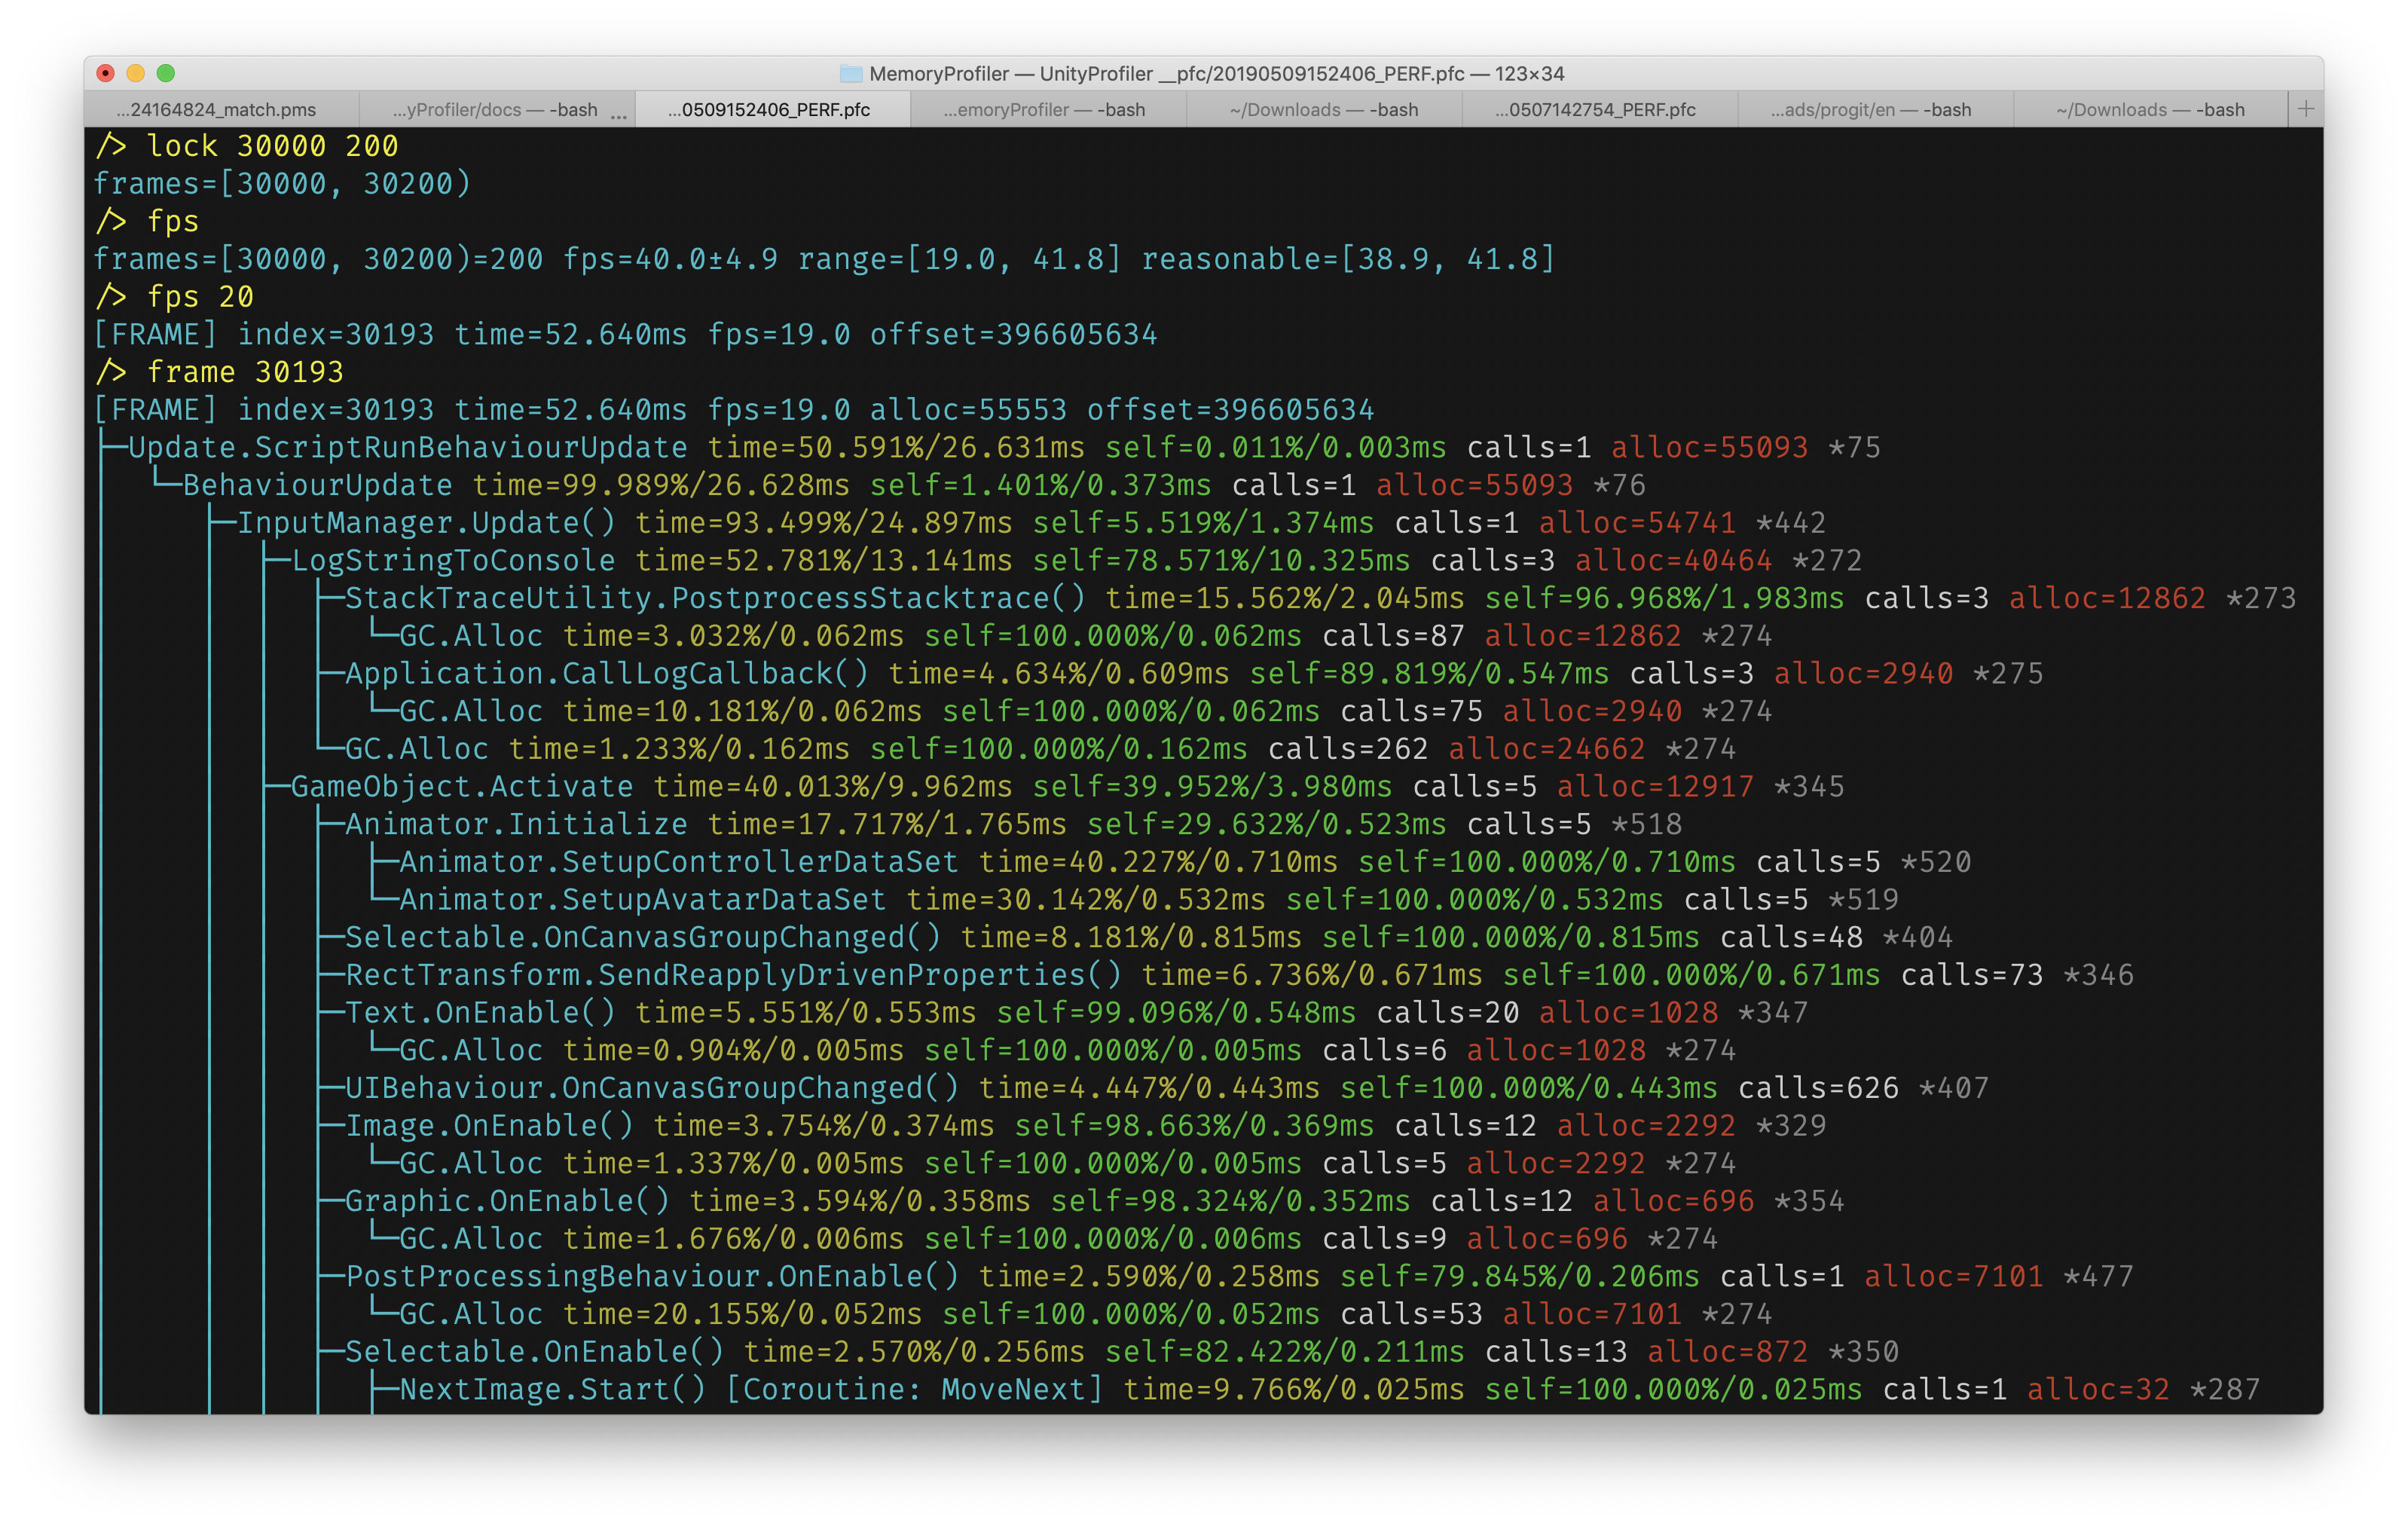 MemoryProfiler — UnityProfiler __pfc/20190509152406_PERF.pfc — 123×34
...24164824_match.pms ...yProfiler/docs — -bash ... ...0509152406_PERF.pfc ...emoryProfiler — -bash ~/Downloads — -bash ...0507142754_PERF.pfc ...ads/progit/en — -bash ~/Downloads — -bash +
/> lock 30000 200
frames=[30000, 30200)
/> fps
frames=[30000, 30200)=200 fps=40.0±4.9 range=[19.0, 41.8] reasonable=[38.9, 41.8]
/> fps 20
[FRAME] index=30193 time=52.640ms fps=19.0 offset=396605634
/> frame 30193
[FRAME] index=30193 time=52.640ms fps=19.0 alloc=55553 offset=396605634
├─Update.ScriptRunBehaviourUpdate time=50.591%/26.631ms self=0.011%/0.003ms calls=1 alloc=55093 *75
│  └─BehaviourUpdate time=99.989%/26.628ms self=1.401%/0.373ms calls=1 alloc=55093 *76
│     ├─InputManager.Update() time=93.499%/24.897ms self=5.519%/1.374ms calls=1 alloc=54741 *442
│     │  ├─LogStringToConsole time=52.781%/13.141ms self=78.571%/10.325ms calls=3 alloc=40464 *272
│     │  │  ├─StackTraceUtility.PostprocessStacktrace() time=15.562%/2.045ms self=96.968%/1.983ms calls=3 alloc=12862 *273
│     │  │  │  └─GC.Alloc time=3.032%/0.062ms self=100.000%/0.062ms calls=87 alloc=12862 *274
│     │  │  ├─Application.CallLogCallback() time=4.634%/0.609ms self=89.819%/0.547ms calls=3 alloc=2940 *275
│     │  │  │  └─GC.Alloc time=10.181%/0.062ms self=100.000%/0.062ms calls=75 alloc=2940 *274
│     │  │  └─GC.Alloc time=1.233%/0.162ms self=100.000%/0.162ms calls=262 alloc=24662 *274
│     │  ├─GameObject.Activate time=40.013%/9.962ms self=39.952%/3.980ms calls=5 alloc=12917 *345
│     │  │  ├─Animator.Initialize time=17.717%/1.765ms self=29.632%/0.523ms calls=5 *518
│     │  │  │  ├─Animator.SetupControllerDataSet time=40.227%/0.710ms self=100.000%/0.710ms calls=5 *520
│     │  │  │  └─Animator.SetupAvatarDataSet time=30.142%/0.532ms self=100.000%/0.532ms calls=5 *519
│     │  │  ├─Selectable.OnCanvasGroupChanged() time=8.181%/0.815ms self=100.000%/0.815ms calls=48 *404
│     │  │  ├─RectTransform.SendReapplyDrivenProperties() time=6.736%/0.671ms self=100.000%/0.671ms calls=73 *346
│     │  │  ├─Text.OnEnable() time=5.551%/0.553ms self=99.096%/0.548ms calls=20 alloc=1028 *347
│     │  │  │  └─GC.Alloc time=0.904%/0.005ms self=100.000%/0.005ms calls=6 alloc=1028 *274
│     │  │  ├─UIBehaviour.OnCanvasGroupChanged() time=4.447%/0.443ms self=100.000%/0.443ms calls=626 *407
│     │  │  ├─Image.OnEnable() time=3.754%/0.374ms self=98.663%/0.369ms calls=12 alloc=2292 *329
│     │  │  │  └─GC.Alloc time=1.337%/0.005ms self=100.000%/0.005ms calls=5 alloc=2292 *274
│     │  │  ├─Graphic.OnEnable() time=3.594%/0.358ms self=98.324%/0.352ms calls=12 alloc=696 *354
│     │  │  │  └─GC.Alloc time=1.676%/0.006ms self=100.000%/0.006ms calls=9 alloc=696 *274
│     │  │  ├─PostProcessingBehaviour.OnEnable() time=2.590%/0.258ms self=79.845%/0.206ms calls=1 alloc=7101 *477
│     │  │  │  └─GC.Alloc time=20.155%/0.052ms self=100.000%/0.052ms calls=53 alloc=7101 *274
│     │  │  ├─Selectable.OnEnable() time=2.570%/0.256ms self=82.422%/0.211ms calls=13 alloc=872 *350
│     │  │  │  ├─NextImage.Start() [Coroutine: MoveNext] time=9.766%/0.025ms self=100.000%/0.025ms calls=1 alloc=32 *287